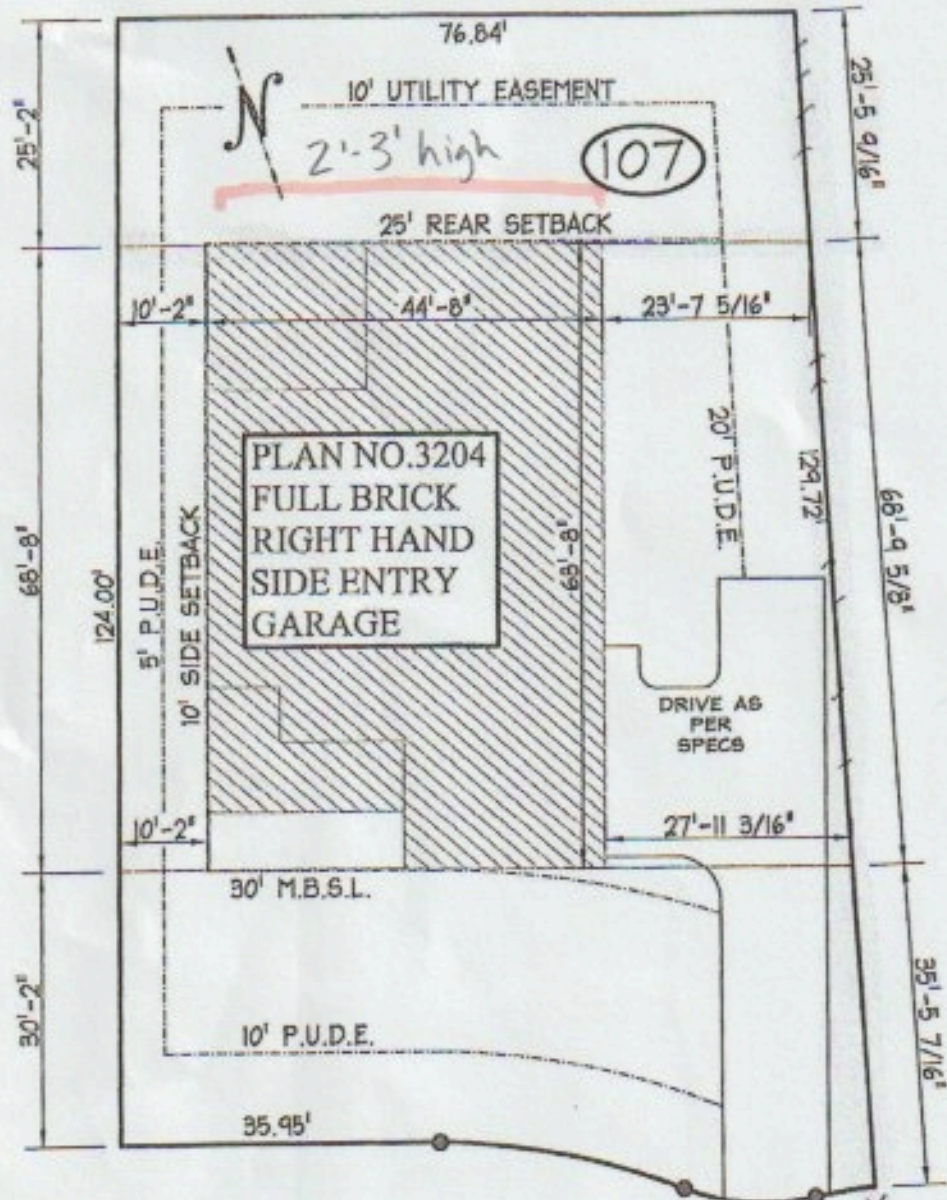 76.84'
25'-2"
25'-5 9/16"
N
10' UTILITY EASEMENT
2'-3' high
107
25' REAR SETBACK
10'-2"
44'-8"
23'-7 5/16"
PLAN NO.3204
FULL BRICK
RIGHT HAND
SIDE ENTRY
GARAGE
20' P.U.D.E.
129.72'
68'-9 5/8"
68'-8"
124.00'
5' P.U.D.E.
10' SIDE SETBACK
68'-8"
DRIVE AS
PER
SPECS
10'-2"
27'-11 3/16"
30' M.B.S.L.
30'-2"
35'-5 7/16"
10' P.U.D.E.
35.95'